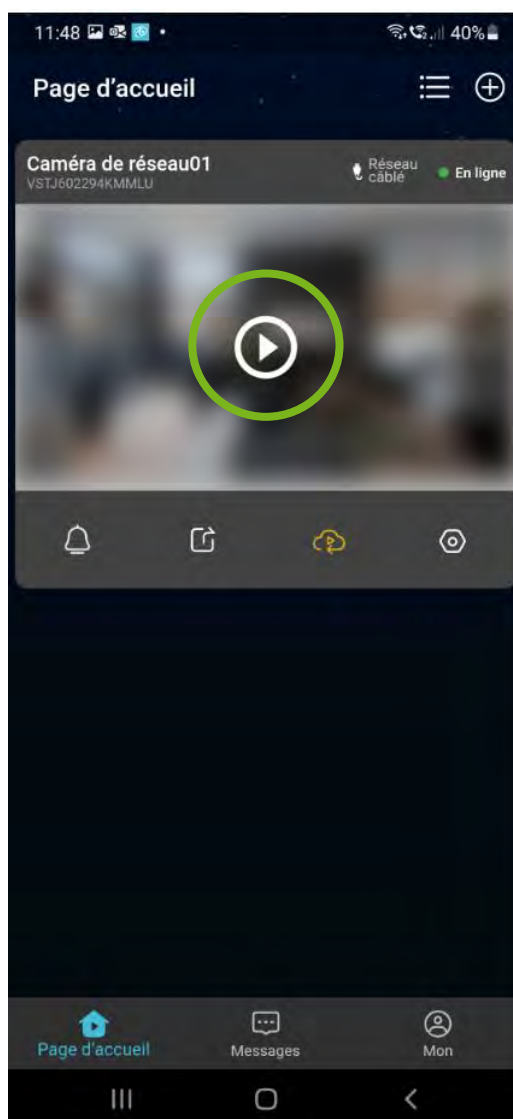 11:48 40%
Page d'accueil
Caméra de réseau01
VSTJ602294KMMLU
Réseau
câblé
En ligne
Page d'accueil
Messages
Mon